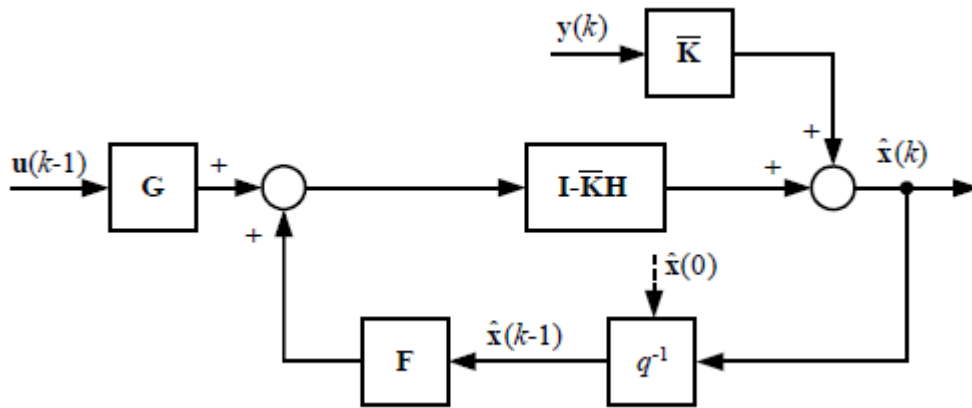 y(k)
K̅
+
x̂(k)
u(k-1)
G
+
I-K̅H
+
+
x̂(0)
x̂(k-1)
F
q⁻¹